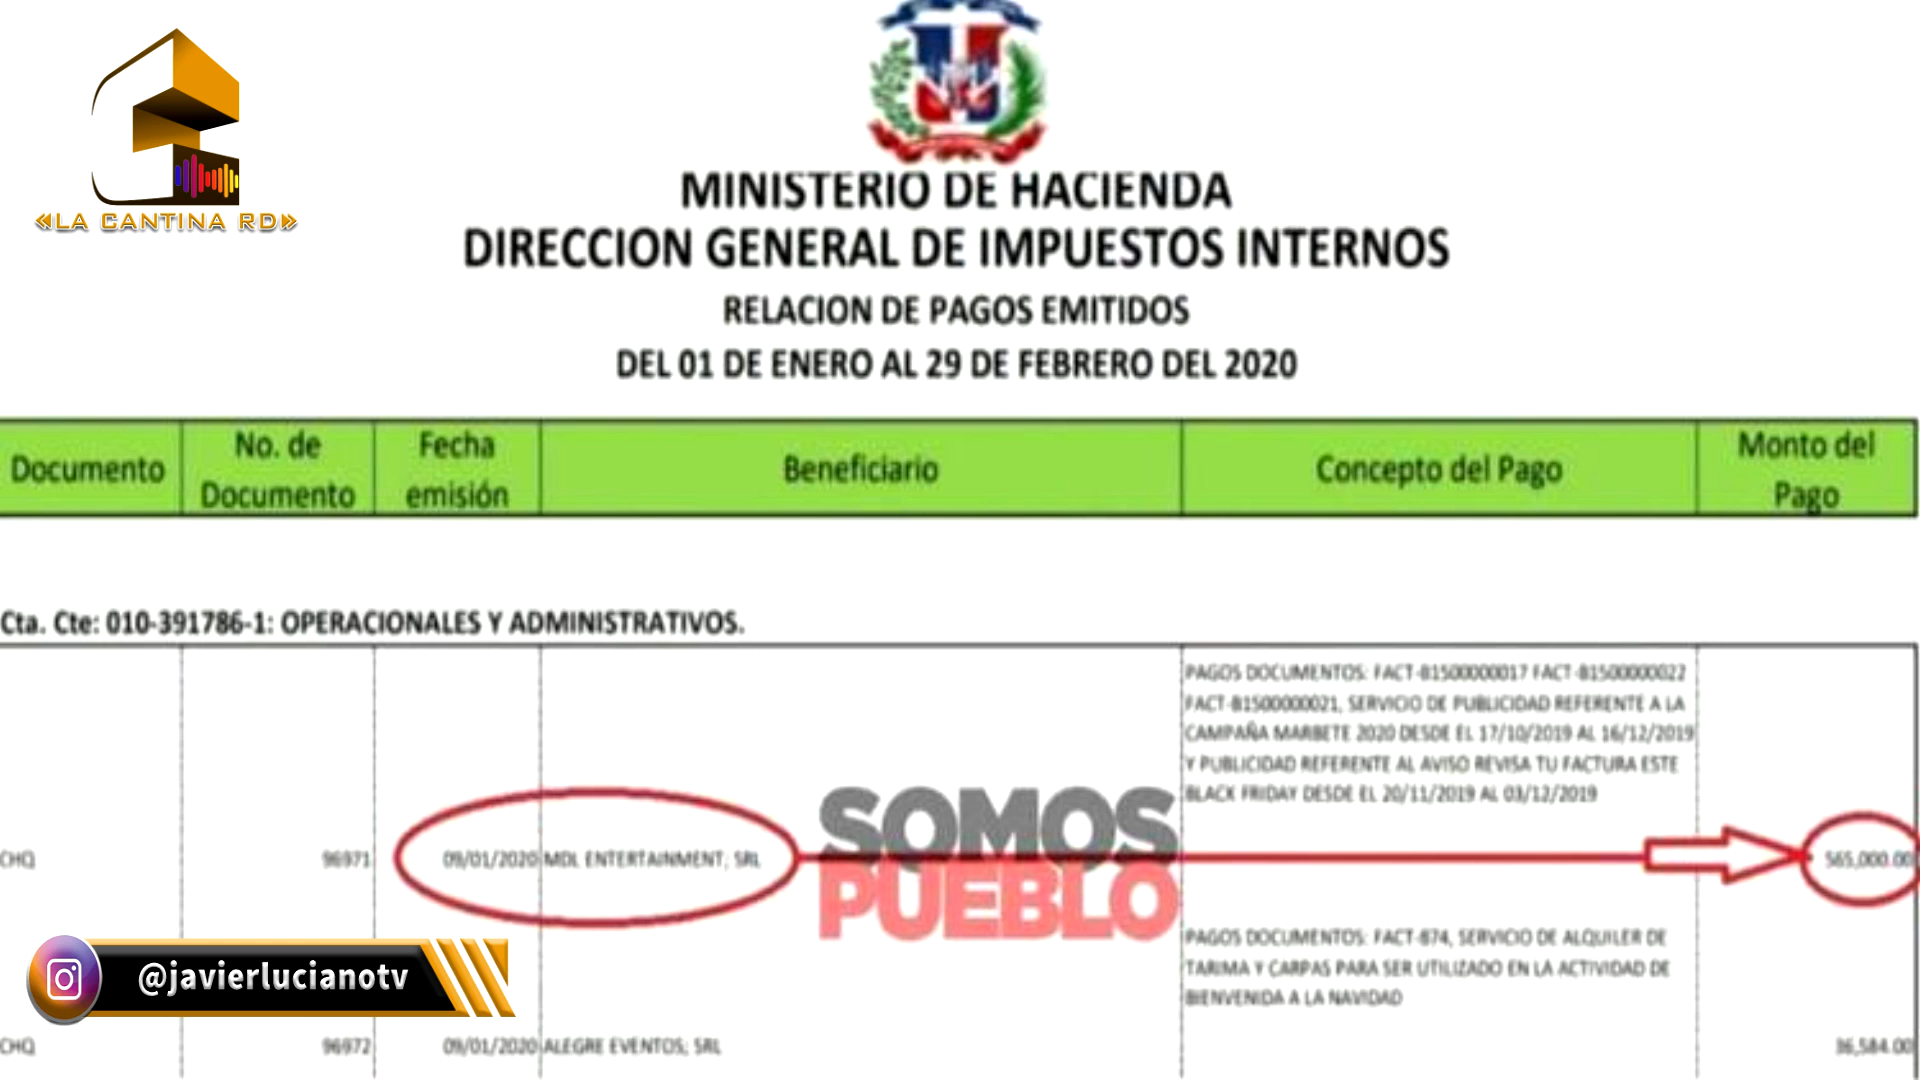 «LA CANTINA RD»
MINISTERIO DE HACIENDA
DIRECCION GENERAL DE IMPUESTOS INTERNOS
RELACION DE PAGOS EMITIDOS
DEL 01 DE ENERO AL 29 DE FEBRERO DEL 2020
Documento
No. de
Documento
Fecha
emisión
Beneficiario
Concepto del Pago
Monto del
Pago
Cta. Cte: 010-391786-1: OPERACIONALES Y ADMINISTRATIVOS.
PAGOS DOCUMENTOS: FACT-B1500000017 FACT-B1500000022
FACT-B1500000021, SERVICIO DE PUBLICIDAD REFERENTE A LA
CAMPAÑA MARBETE 2020 DESDE EL 17/10/2019 AL 16/12/2019
Y PUBLICIDAD REFERENTE AL AVISO REVISA TU FACTURA ESTE
BLACK FRIDAY DESDE EL 20/11/2019 AL 03/12/2019
CHQ 96971 09/01/2020 MDL ENTERTAINMENT; SRL 565,000.00
SOMOS
PUEBLO
PAGOS DOCUMENTOS: FACT-874, SERVICIO DE ALQUILER DE
TARIMA Y CARPAS PARA SER UTILIZADO EN LA ACTIVIDAD DE
BIENVENIDA A LA NAVIDAD
@javierlucianotv
CHQ 96972 09/01/2020 ALEGRE EVENTOS; SRL 36,584.00